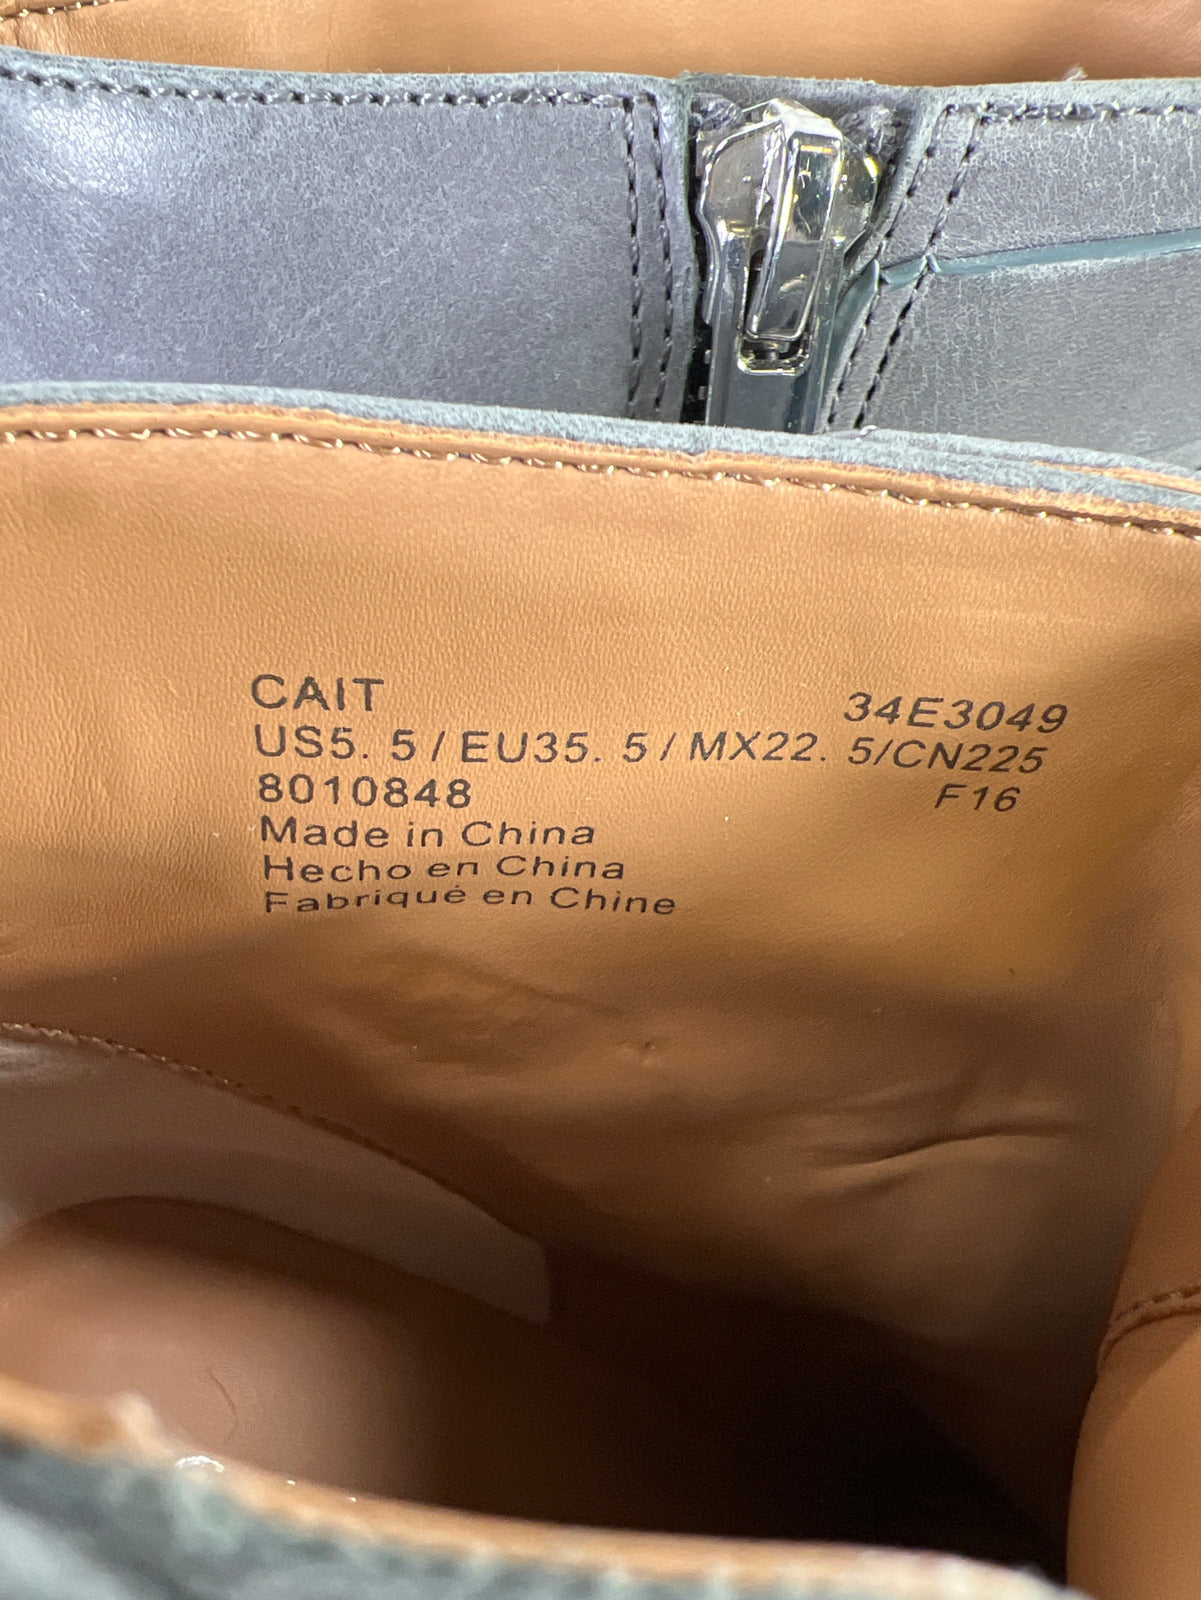 CAIT 34E3049
US5. 5/EU35. 5/MX22. 5/CN225
8010848 F16
Made in China
Hecho en China
Fabriqué en Chine